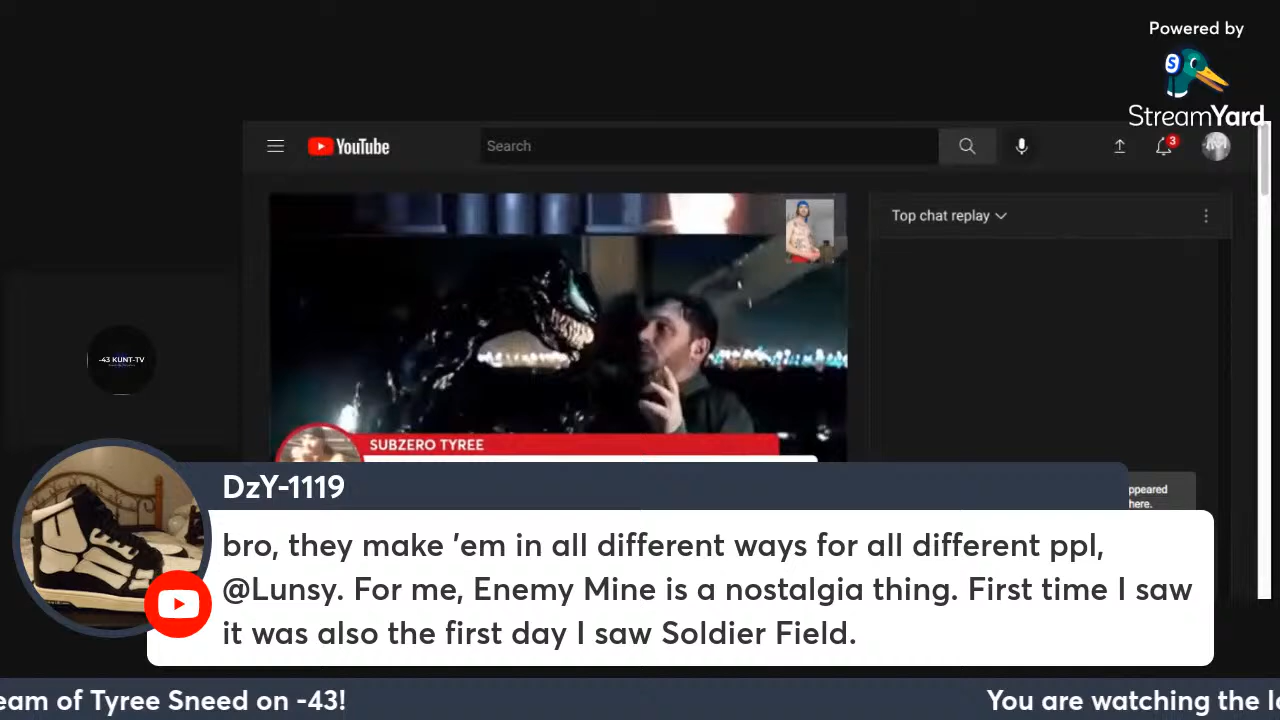 Powered by
StreamYard
YouTube
Search
3
Top chat replay
-43 KUNT-TV
SUBZERO TYREE
DzY-1119
ppeared
here.
bro, they make 'em in all different ways for all different ppl,
@Lunsy. For me, Enemy Mine is a nostalgia thing. First time I saw
it was also the first day I saw Soldier Field.
eam of Tyree Sneed on -43!
You are watching the l